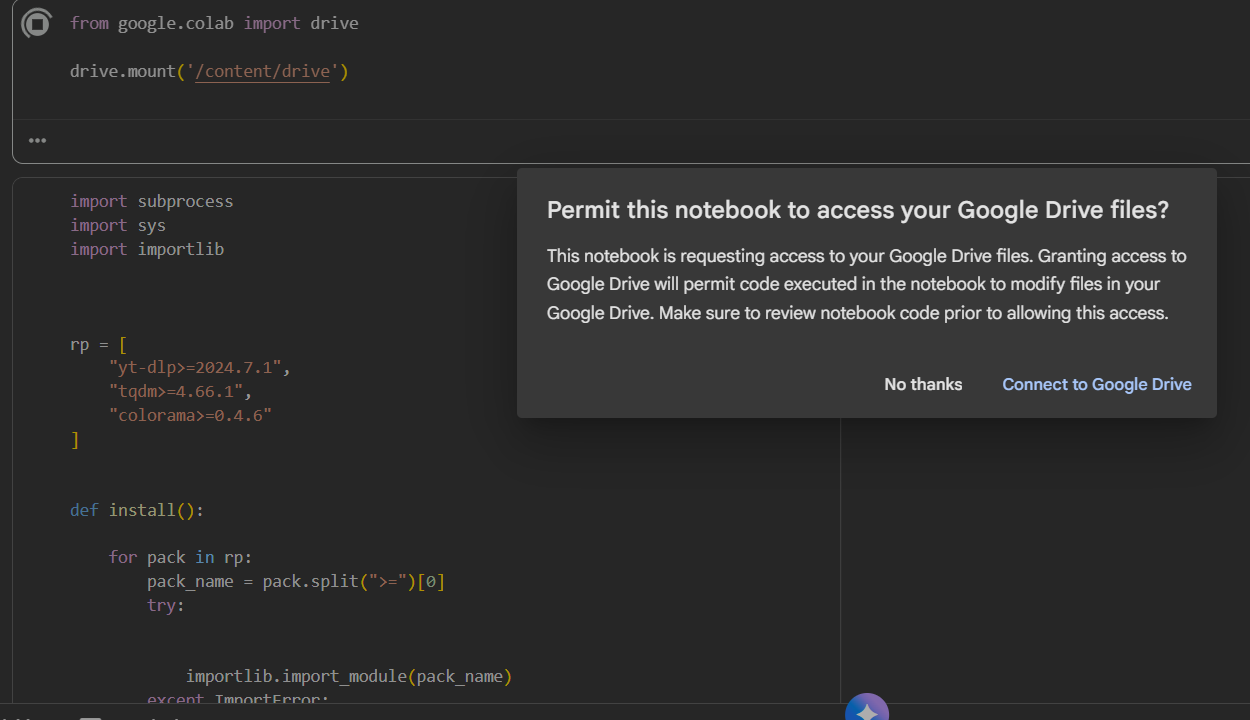 from google.colab import drive
drive.mount('/content/drive')
•••
import subprocess
import sys
import importlib
rp = [
    "yt-dlp>=2024.7.1",
    "tqdm>=4.66.1",
    "colorama>=0.4.6"
]
def install():
    for pack in rp:
        pack_name = pack.split(">=")[0]
        try:
            importlib.import_module(pack_name)
        except ImportError:
Permit this notebook to access your Google Drive files?
This notebook is requesting access to your Google Drive files. Granting access to
Google Drive will permit code executed in the notebook to modify files in your
Google Drive. Make sure to review notebook code prior to allowing this access.
No thanks
Connect to Google Drive